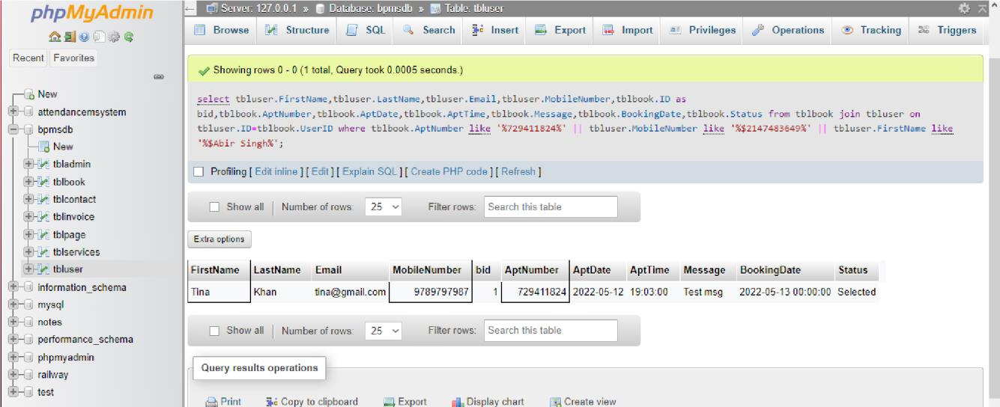 phpMyAdmin
Recent Favorites
New
attendancemsystem
bpmsdb
New
tbladmin
tblbook
tblcontact
tblinvoice
tblpage
tblservices
tbluser
information_schema
mysql
notes
performance_schema
phpmyadmin
railway
test
Server: 127.0.0.1 » Database: bpmsdb » Table: tbluser
Browse Structure SQL Search Insert Export Import Privileges Operations Tracking Triggers
Showing rows 0 - 0 (1 total, Query took 0.0005 seconds.)
select tbluser.FirstName,tbluser.LastName,tbluser.Email,tbluser.MobileNumber,tblbook.ID as
bid,tblbook.AptNumber,tblbook.AptDate,tblbook.AptTime,tblbook.Message,tblbook.BookingDate,tblbook.Status from tblbook join tbluser on
tbluser.ID=tblbook.UserID where tblbook.AptNumber like '%729411824%' || tbluser.MobileNumber like '%$2147483649%' || tbluser.FirstName like
'%$Abir Singh%';
Profiling [ Edit inline ] [ Edit ] [ Explain SQL ] [ Create PHP code ] [ Refresh ]
Show all Number of rows: 25 Filter rows: Search this table
Extra options
FirstName LastName Email MobileNumber bid AptNumber AptDate AptTime Message BookingDate Status
Tina Khan tina@gmail.com 9789797987 1 729411824 2022-05-12 19:03:00 Test msg 2022-05-13 00:00:00 Selected
Show all Number of rows: 25 Filter rows: Search this table
Query results operations
Print Copy to clipboard Export Display chart Create view